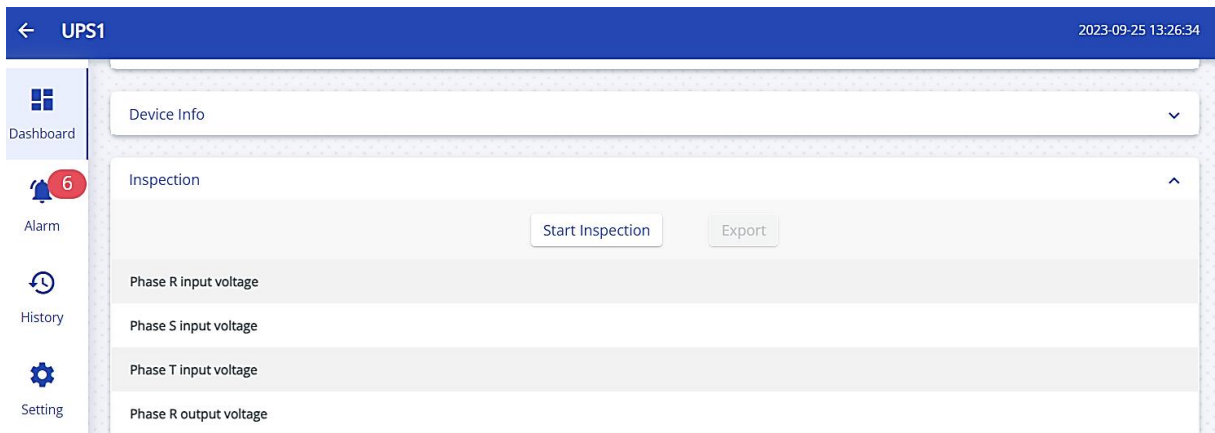 UPS1
2023-09-25 13:26:34
Dashboard
6
Alarm
History
Setting
Device Info
Inspection
Start Inspection
Export
Phase R input voltage
Phase S input voltage
Phase T input voltage
Phase R output voltage